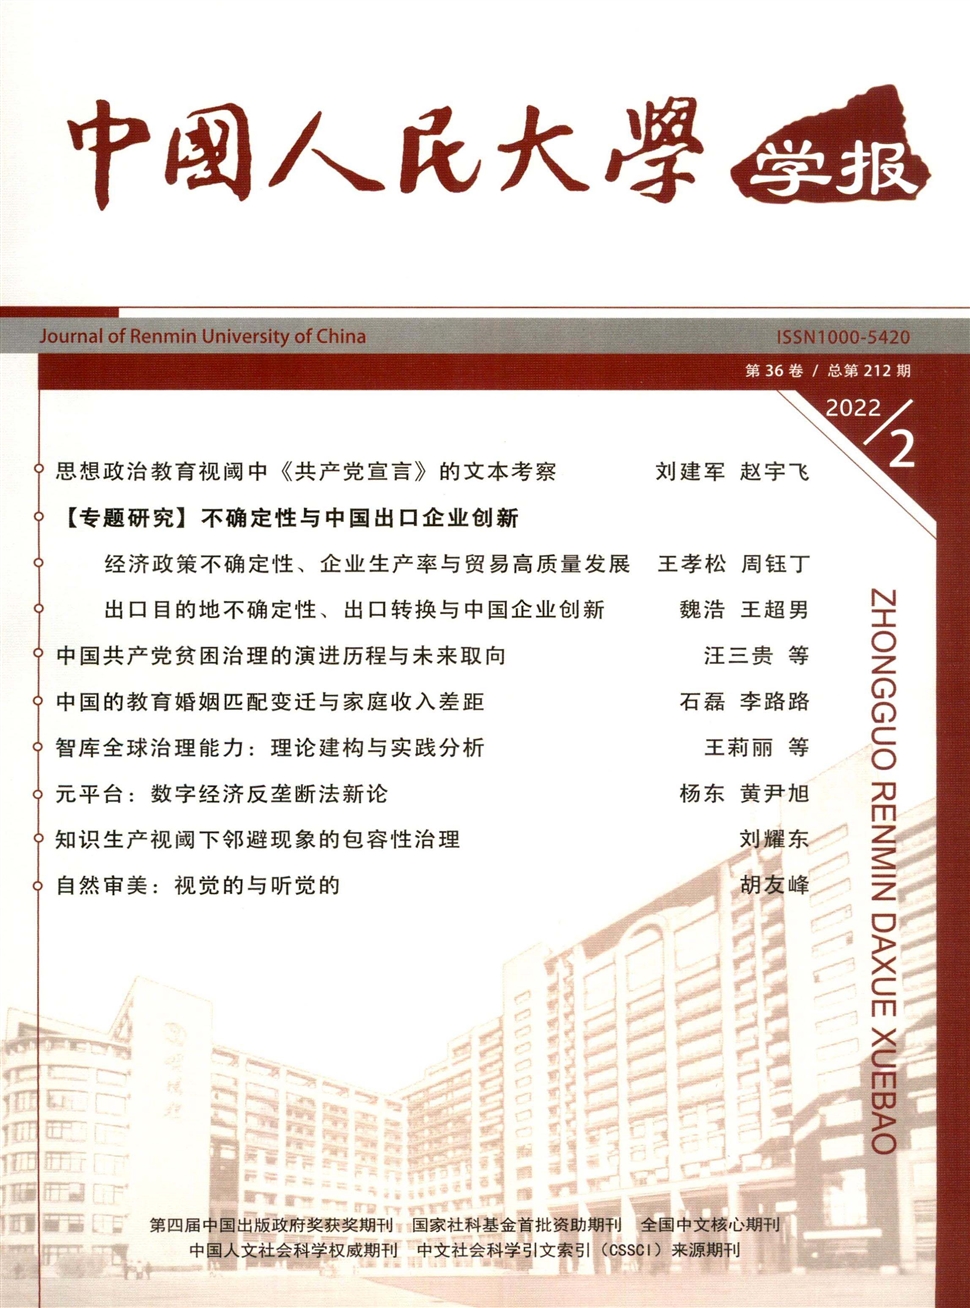 中國人民大學 学报
Journal of Renmin University of China ISSN1000-5420
第 36 卷 / 总第 212 期
2022/2
思想政治教育视阈中《共产党宣言》的文本考察 刘建军 赵宇飞
【专题研究】不确定性与中国出口企业创新
经济政策不确定性、企业生产率与贸易高质量发展 王孝松 周钰丁
出口目的地不确定性、出口转换与中国企业创新 魏浩 王超男
中国共产党贫困治理的演进历程与未来取向 汪三贵 等
中国的教育婚姻匹配变迁与家庭收入差距 石磊 李路路
智库全球治理能力：理论建构与实践分析 王莉丽 等
元平台：数字经济反垄断法新论 杨东 黄尹旭
知识生产视阈下邻避现象的包容性治理 刘耀东
自然审美：视觉的与听觉的 胡友峰
ZHONGGUO RENMIN DAXUE XUEBAO
第四届中国出版政府奖获奖期刊 国家社科基金首批资助期刊 全国中文核心期刊
中国人文社会科学权威期刊 中文社会科学引文索引（CSSCI）来源期刊